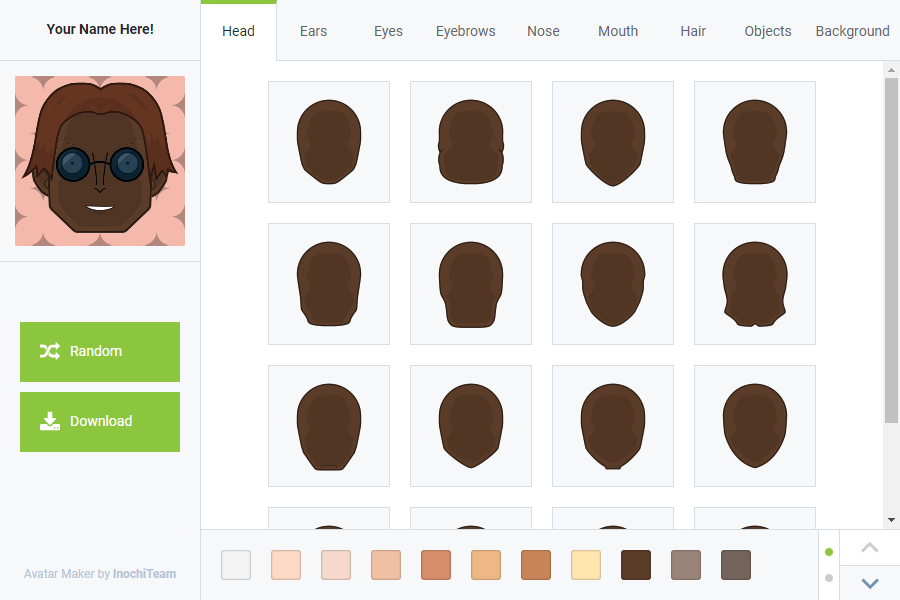 Your Name Here!
Head Ears Eyes Eyebrows Nose Mouth Hair Objects Background
Random
Download
Avatar Maker by InochiTeam